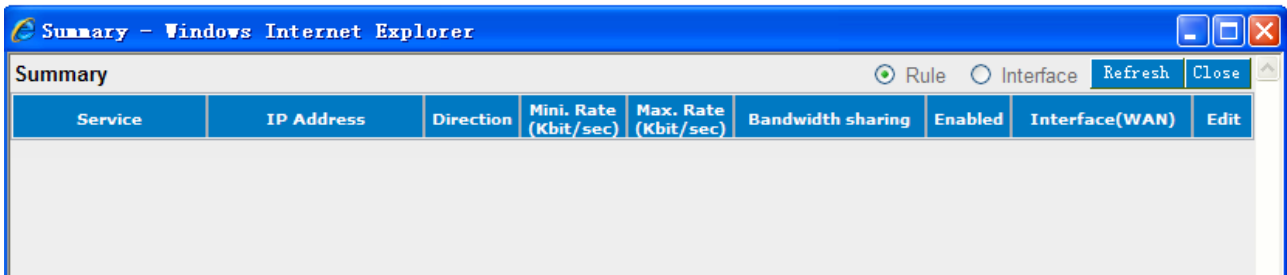 Summary - Windows Internet Explorer
Summary Rule Interface Refresh Close
Service IP Address Direction Mini. Rate (Kbit/sec) Max. Rate (Kbit/sec) Bandwidth sharing Enabled Interface(WAN) Edit